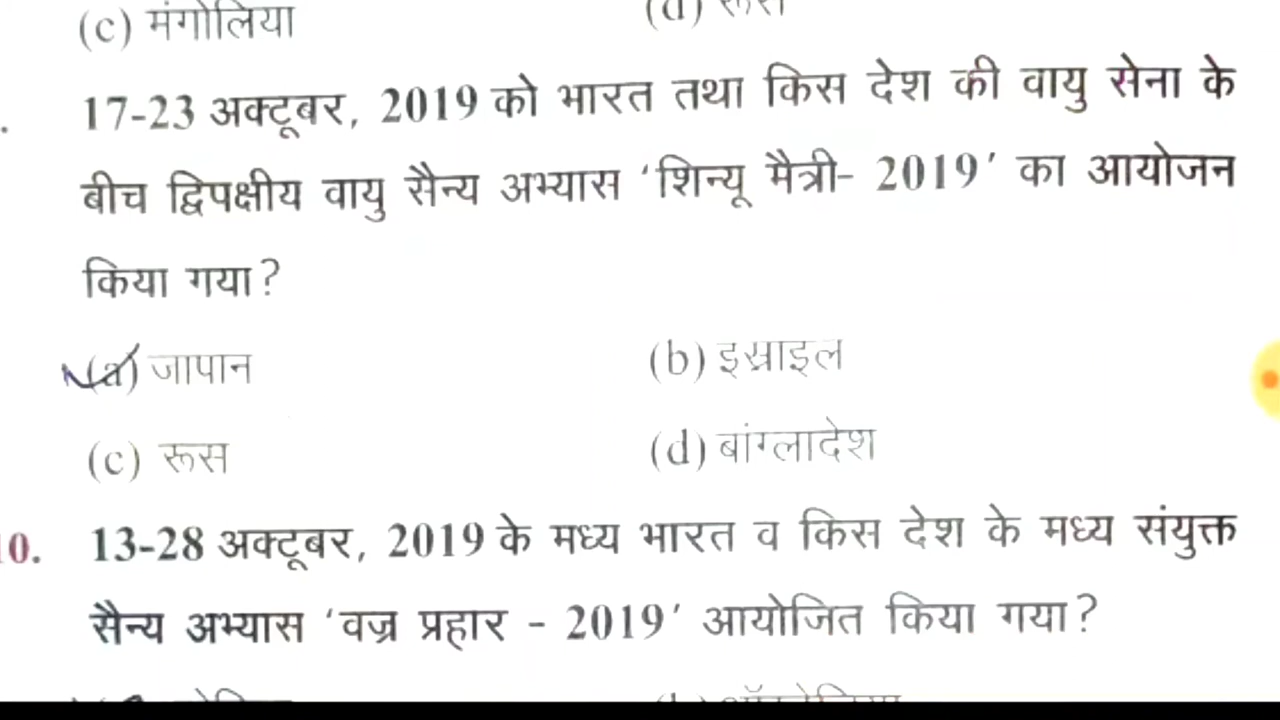 (c) मंगोलिया (d) रूस
17-23 अक्टूबर, 2019 को भारत तथा किस देश की वायु सेना के
बीच द्विपक्षीय वायु सैन्य अभ्यास ‘शिन्यू मैत्री- 2019’ का आयोजन
किया गया?
(a) जापान (b) इस्राइल
(c) रूस (d) बांग्लादेश
10. 13-28 अक्टूबर, 2019 के मध्य भारत व किस देश के मध्य संयुक्त
सैन्य अभ्यास ‘वज्र प्रहार - 2019’ आयोजित किया गया?